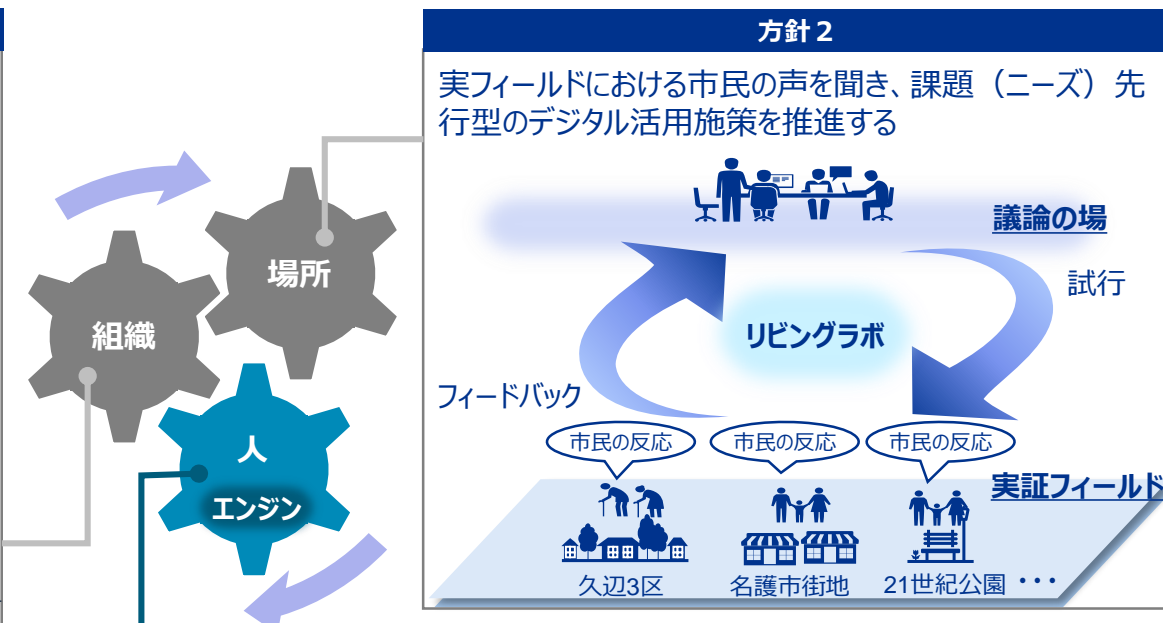 方針２
実フィールドにおける市民の声を聞き、課題（ニーズ）先
行型のデジタル活用施策を推進する
議論の場
試行
リビングラボ
フィードバック
市民の反応
市民の反応
市民の反応
実証フィールド
久辺3区
名護市街地
21世紀公園
・・・
場所
組織
人
エンジン